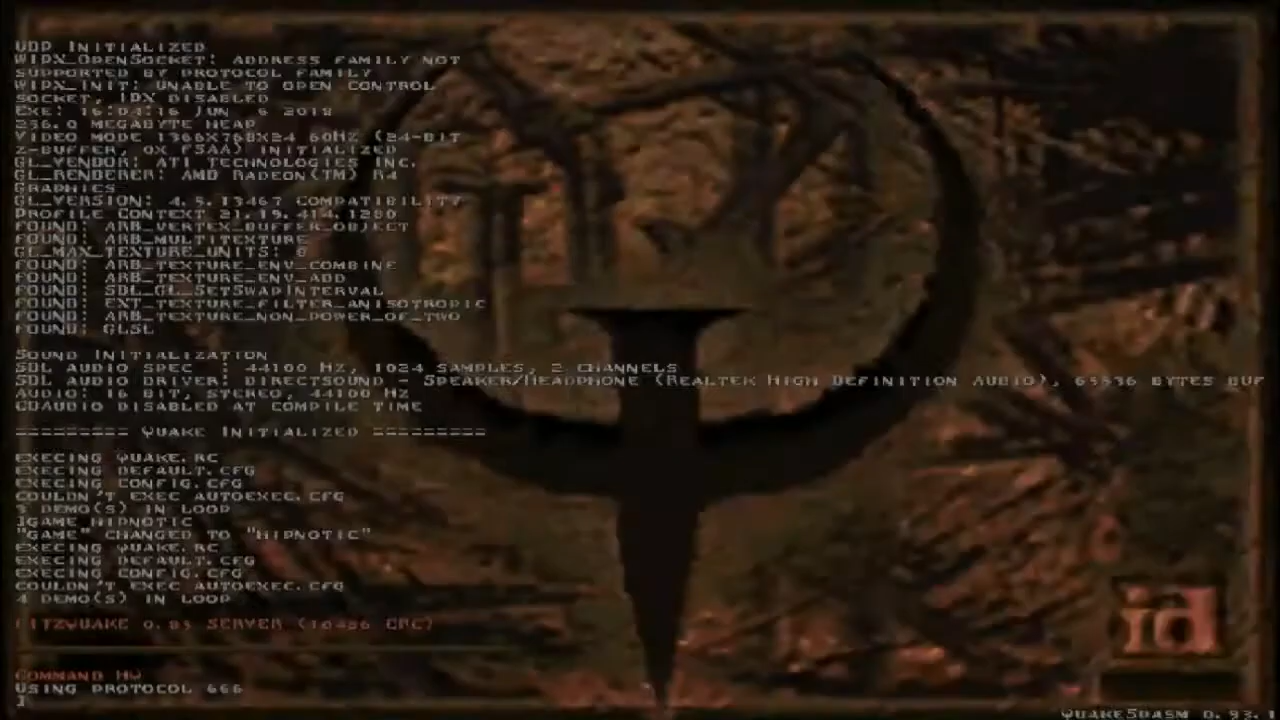 UDP INITIALIZED
WIPX_OPENSOCKET: ADDRESS FAMILY NOT
SUPPORTED BY PROTOCOL FAMILY
WIPX_INIT: UNABLE TO OPEN CONTROL
SOCKET, IPX DISABLED
EXE: 16:04:16 JUN 6 2018
256.0 MEGABYTE HEAP
VIDEO MODE 1366X768X24 60HZ (24-BIT
Z-BUFFER, 0X FSAA) INITIALIZED
GL_VENDOR: ATI TECHNOLOGIES INC.
GL_RENDERER: AMD RADEON(TM) R4
GRAPHICS
GL_VERSION: 4.5.13467 COMPATIBILITY
PROFILE CONTEXT 21.19.414.1280
FOUND: ARB_VERTEX_BUFFER_OBJECT
FOUND: ARB_MULTITEXTURE
GL_MAX_TEXTURE_UNITS: 8
FOUND: ARB_TEXTURE_ENV_COMBINE
FOUND: ARB_TEXTURE_ENV_ADD
FOUND: SDL_GL_SETSWAPINTERVAL
FOUND: EXT_TEXTURE_FILTER_ANISOTROPIC
FOUND: ARB_TEXTURE_NON_POWER_OF_TWO
FOUND: GLSL
SOUND INITIALIZATION
SDL AUDIO SPEC : 44100 HZ, 1024 SAMPLES, 2 CHANNELS
SDL AUDIO DRIVER: DIRECTSOUND - SPEAKER/HEADPHONE (REALTEK HIGH DEFINITION AUDIO), 65536 BYTES BUF
AUDIO: 16 BIT, STEREO, 44100 HZ
CDAUDIO DISABLED AT COMPILE TIME
========= QUAKE INITIALIZED =========
EXECING QUAKE.RC
EXECING DEFAULT.CFG
EXECING CONFIG.CFG
COULDN'T EXEC AUTOEXEC.CFG
3 DEMO(S) IN LOOP
]GAME HIPNOTIC
"GAME" CHANGED TO "HIPNOTIC"
EXECING QUAKE.RC
EXECING DEFAULT.CFG
EXECING CONFIG.CFG
COULDN'T EXEC AUTOEXEC.CFG
4 DEMO(S) IN LOOP
FITZQUAKE 0.85 SERVER (16486 CRC)
COMMAND HQ
USING PROTOCOL 666
]
id
QUAKESPASM 0.93.1